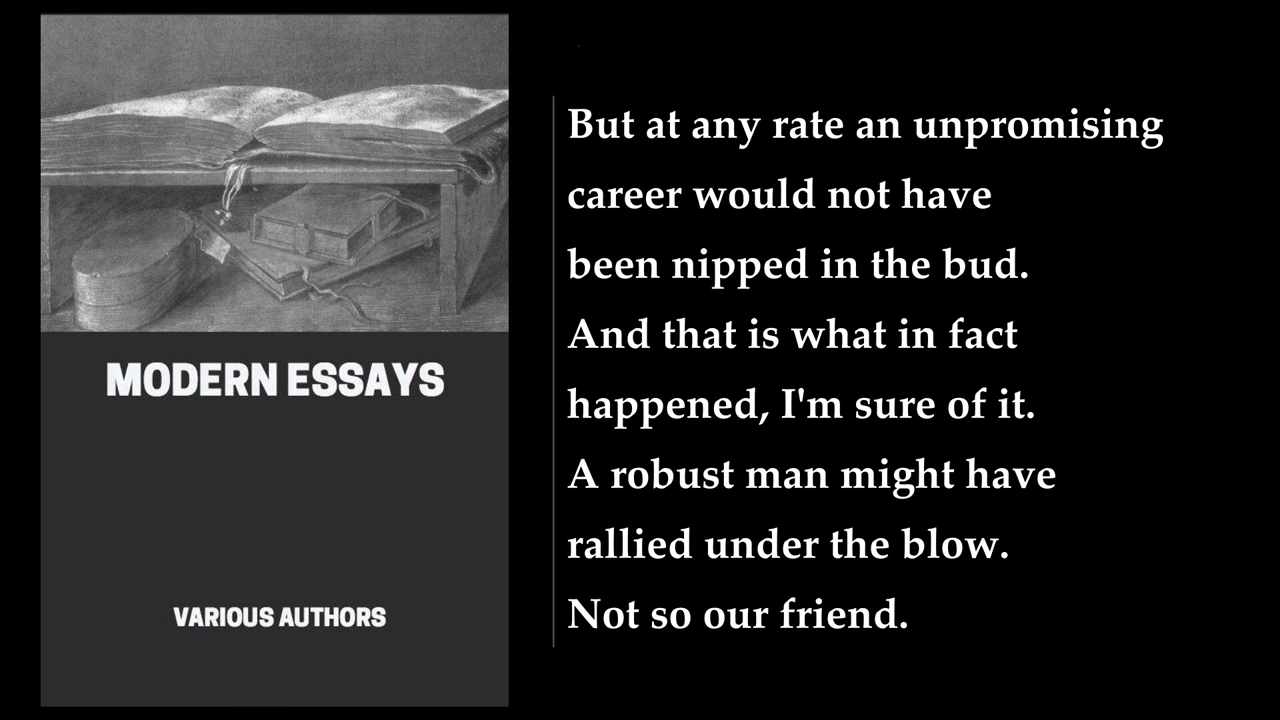 MODERN ESSAYS
VARIOUS AUTHORS
But at any rate an unpromising
career would not have
been nipped in the bud.
And that is what in fact
happened, I'm sure of it.
A robust man might have
rallied under the blow.
Not so our friend.